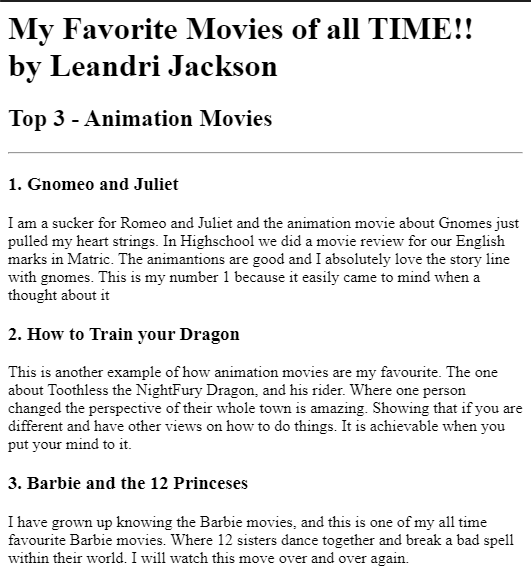 My Favorite Movies of all TIME!!
by Leandri Jackson
Top 3 - Animation Movies
1. Gnomeo and Juliet
I am a sucker for Romeo and Juliet and the animation movie about Gnomes just
pulled my heart strings. In Highschool we did a movie review for our English
marks in Matric. The animantions are good and I absolutely love the story line
with gnomes. This is my number 1 because it easily came to mind when a
thought about it
2. How to Train your Dragon
This is another example of how animation movies are my favourite. The one
about Toothless the NightFury Dragon, and his rider. Where one person
changed the perspective of their whole town is amazing. Showing that if you are
different and have other views on how to do things. It is achievable when you
put your mind to it.
3. Barbie and the 12 Princeses
I have grown up knowing the Barbie movies, and this is one of my all time
favourite Barbie movies. Where 12 sisters dance together and break a bad spell
within their world. I will watch this move over and over again.